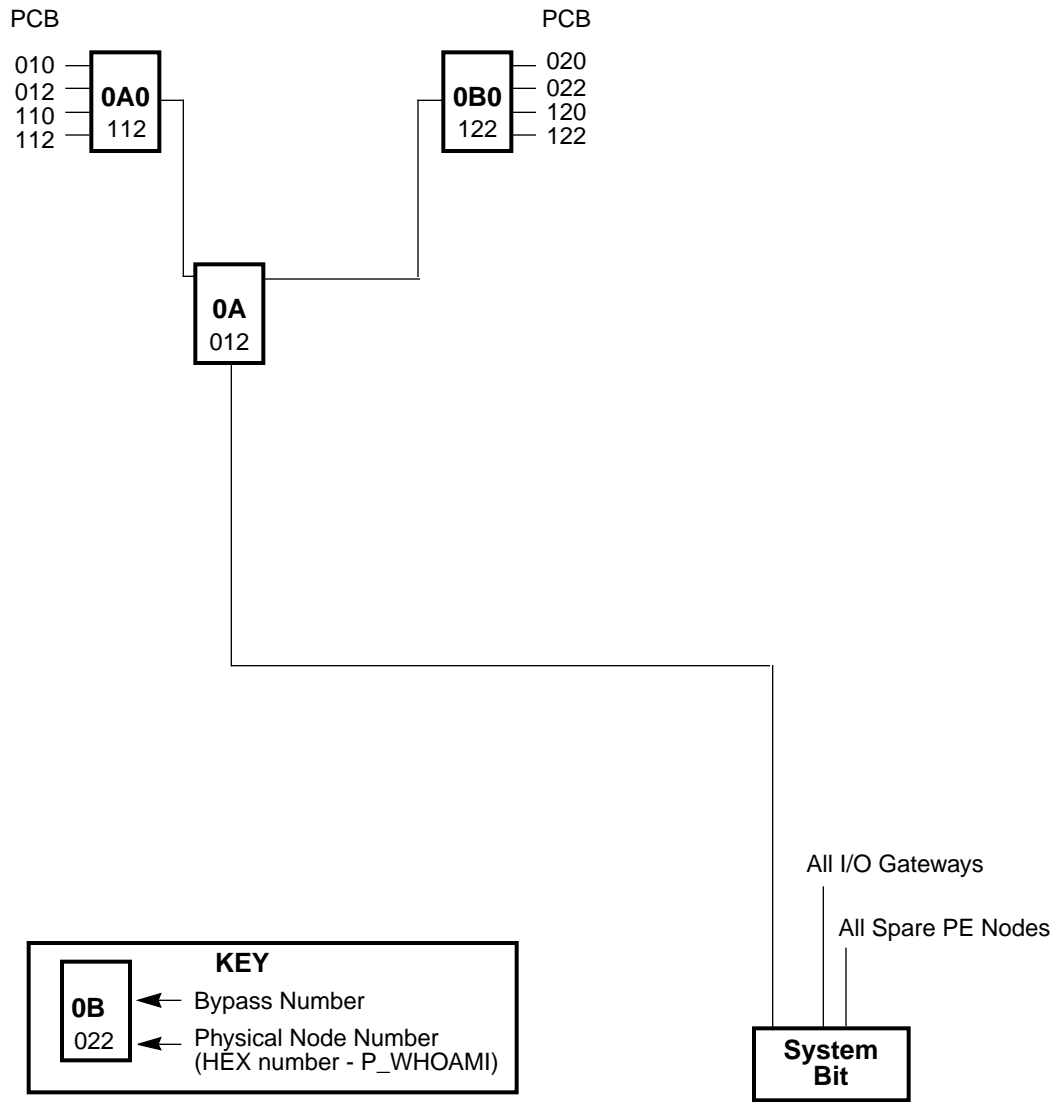 PCB
010
012
110
112
0A0
112
PCB
0B0
122
020
022
120
122
0A
012
All I/O Gateways
All Spare PE Nodes
System
Bit
KEY
0B
022
Bypass Number
Physical Node Number
(HEX number - P_WHOAMI)